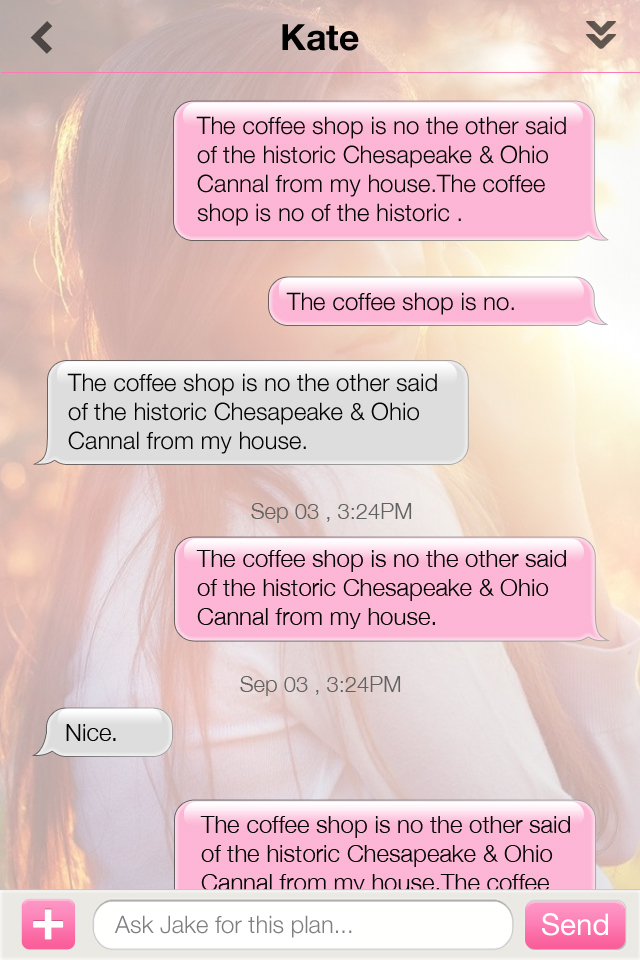 Kate
The coffee shop is no the other said
of the historic Chesapeake & Ohio
Cannal from my house.The coffee
shop is no of the historic .
The coffee shop is no.
The coffee shop is no the other said
of the historic Chesapeake & Ohio
Cannal from my house.
Sep 03 , 3:24PM
The coffee shop is no the other said
of the historic Chesapeake & Ohio
Cannal from my house.
Sep 03 , 3:24PM
Nice.
The coffee shop is no the other said
of the historic Chesapeake & Ohio
Cannal from my house.The coffee
Ask Jake for this plan...
Send